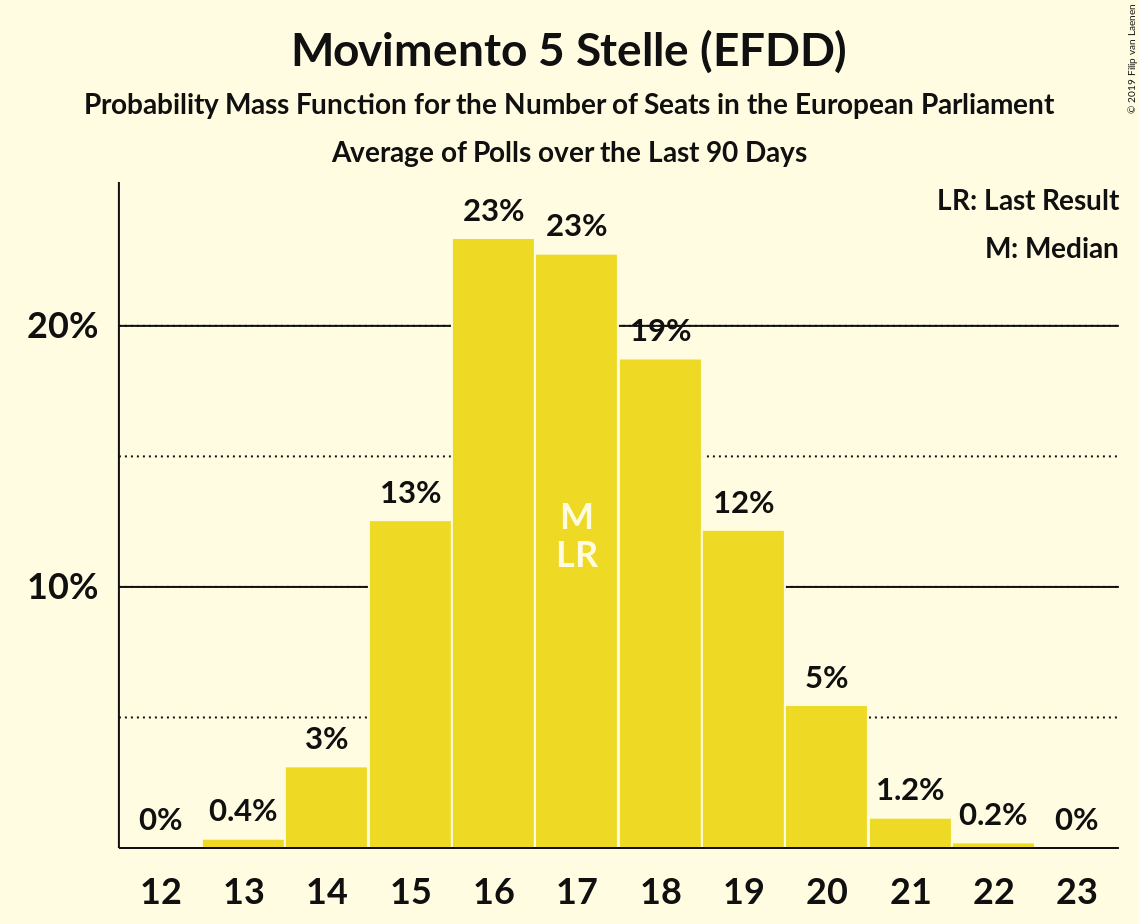 Movimento 5 Stelle (EFDD)
Probability Mass Function for the Number of Seats in the European Parliament
Average of Polls over the Last 90 Days
© 2019 Filip van Laenen
LR: Last Result
M: Median
20%
10%
0%
0.4%
3%
13%
23%
23%
19%
12%
5%
1.2%
0.2%
0%
M
LR
12 13 14 15 16 17 18 19 20 21 22 23